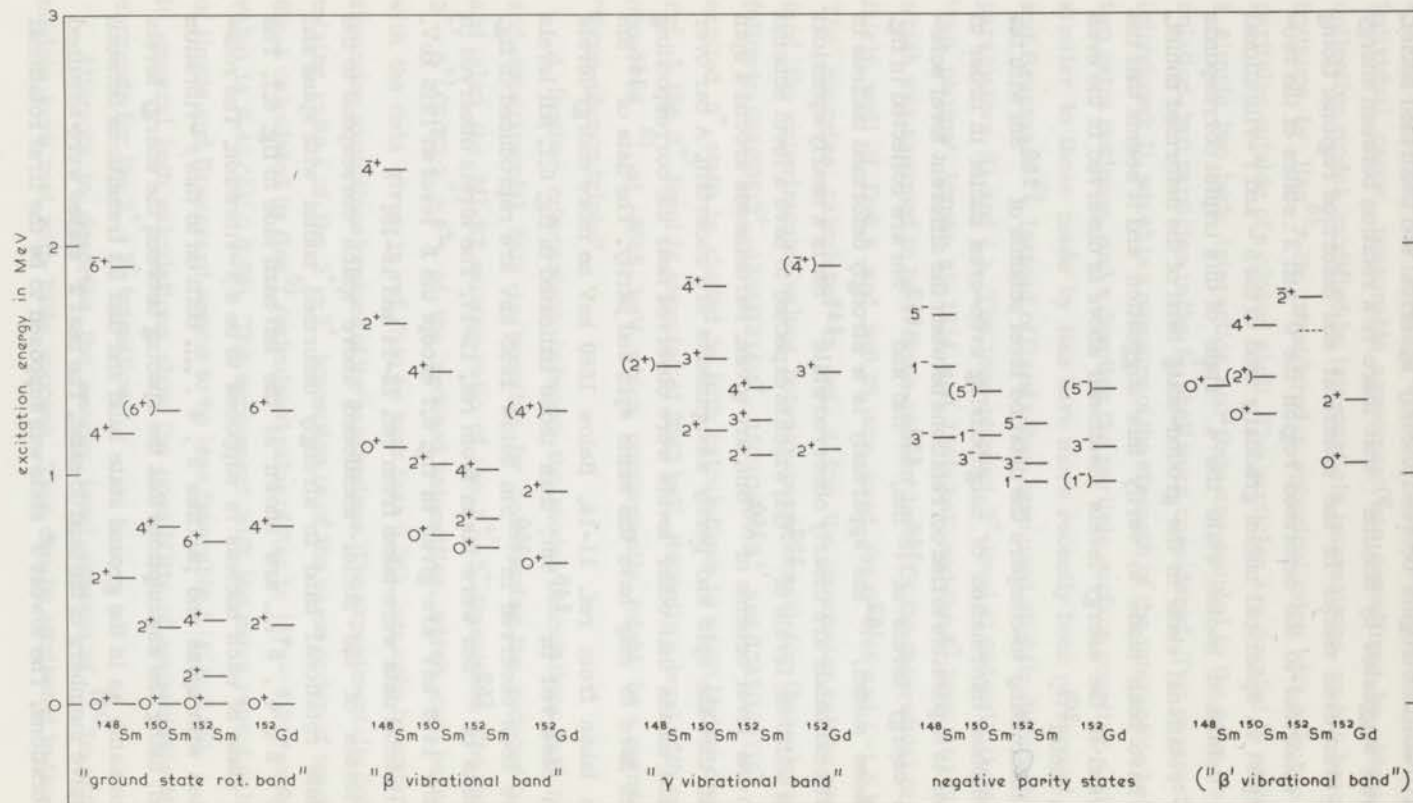 excitation energy in MeV
3
2
1
0
6̄⁺
(6⁺) 6⁺
4⁺
4⁺ 6⁺ 4⁺
2⁺
2⁺ 4⁺ 2⁺
2⁺
0⁺ 0⁺ 0⁺ 0⁺
¹⁴⁸Sm ¹⁵⁰Sm ¹⁵²Sm ¹⁵²Gd
"ground state rot. band"
4̄⁺
2⁺
4⁺
(4⁺)
0⁺
2⁺ 4⁺
2⁺ 2⁺
0⁺ 0⁺ 0⁺
¹⁴⁸Sm ¹⁵⁰Sm ¹⁵²Sm ¹⁵²Gd
"β vibrational band"
(4̄⁺)
4̄⁺
(2⁺) 3⁺ 3⁺
4⁺
2⁺ 3⁺
2⁺ 2⁺
¹⁴⁸Sm ¹⁵⁰Sm ¹⁵²Sm ¹⁵²Gd
"γ vibrational band"
5⁻
1⁻
(5⁻) (5⁻)
5⁻
3⁻ 1⁻ 3⁻
3⁻ 3⁻
1⁻ (1⁻)
¹⁴⁸Sm ¹⁵⁰Sm ¹⁵²Sm ¹⁵²Gd
negative parity states
2̄⁺
4⁺
0⁺ (2⁺)
0⁺ 2⁺
0⁺
¹⁴⁸Sm ¹⁵⁰Sm ¹⁵²Sm ¹⁵²Gd
("β' vibrational band")